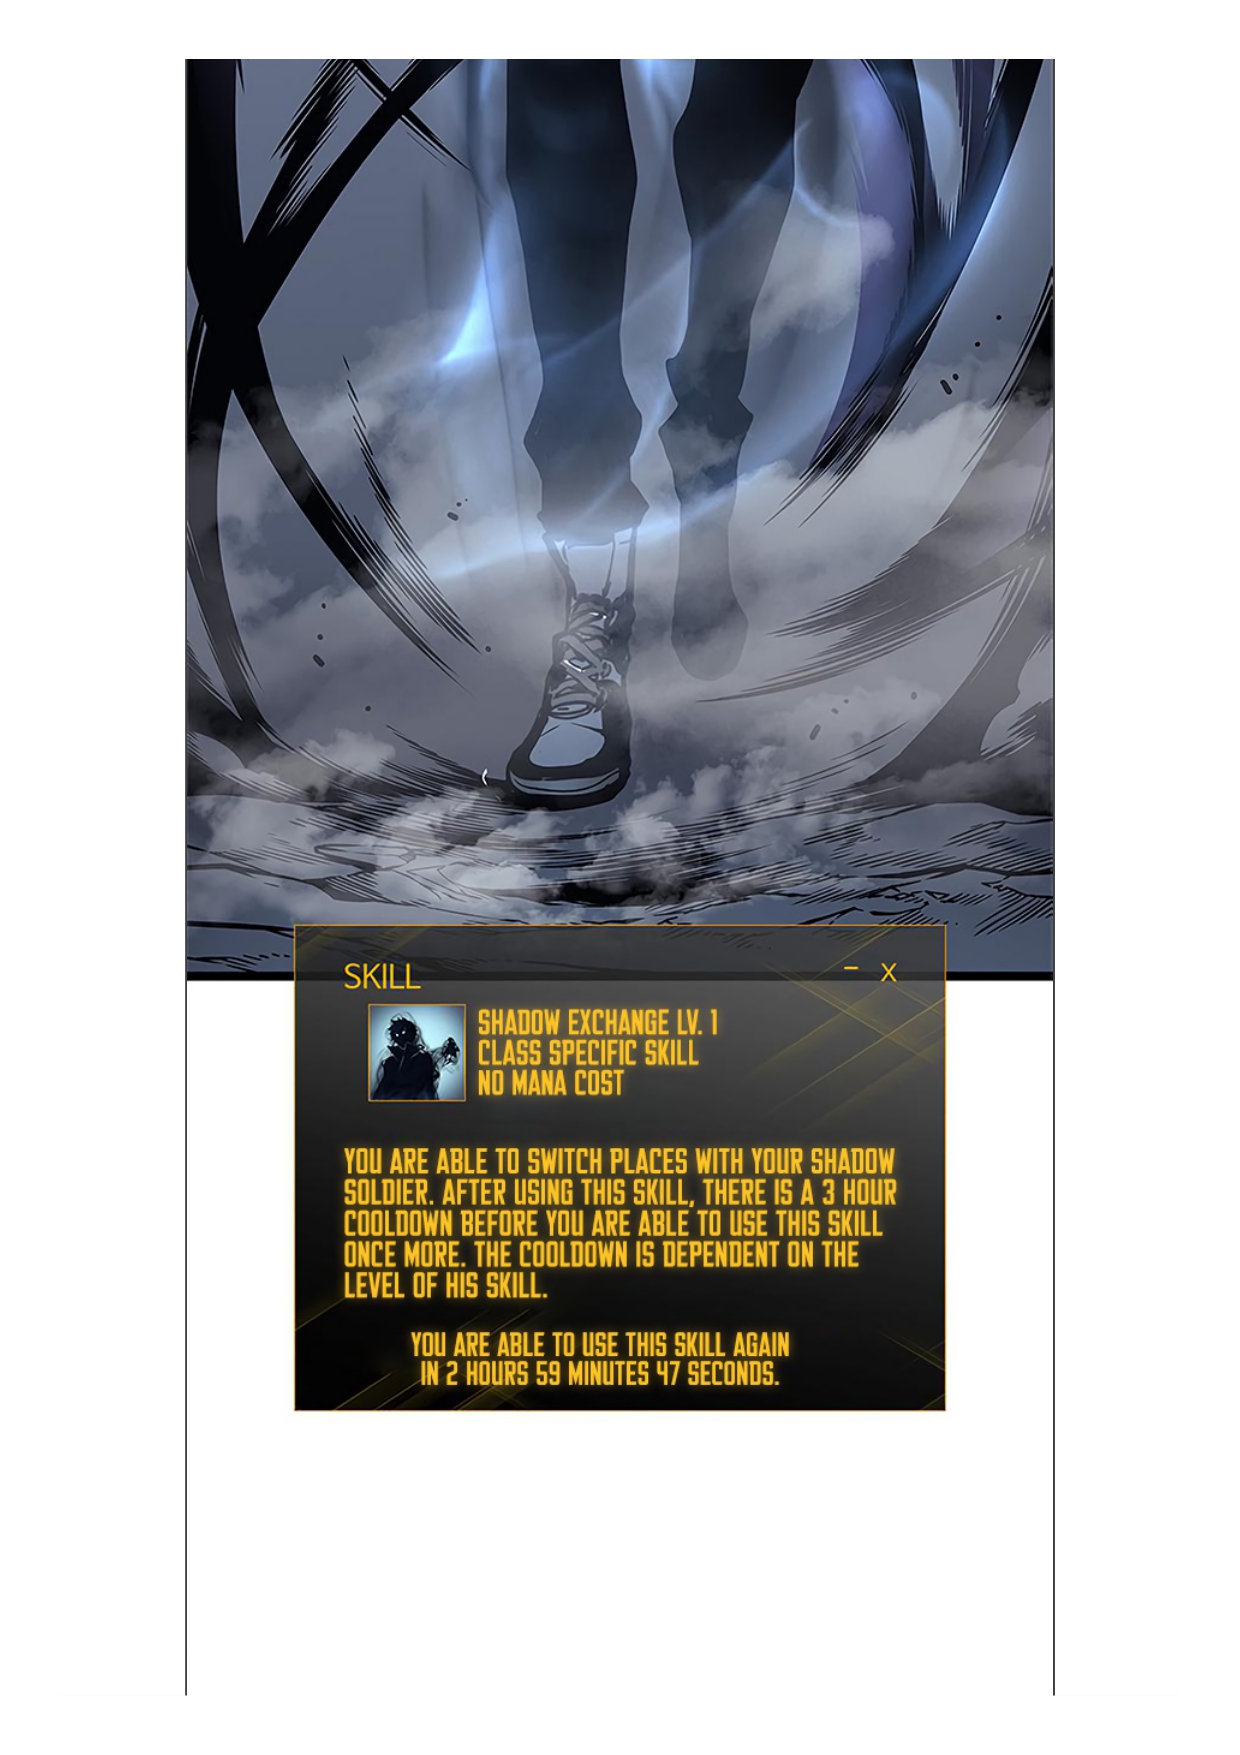 SKILL
– X
SHADOW EXCHANGE LV. 1
CLASS SPECIFIC SKILL
NO MANA COST
YOU ARE ABLE TO SWITCH PLACES WITH YOUR SHADOW
SOLDIER. AFTER USING THIS SKILL, THERE IS A 3 HOUR
COOLDOWN BEFORE YOU ARE ABLE TO USE THIS SKILL
ONCE MORE. THE COOLDOWN IS DEPENDENT ON THE
LEVEL OF HIS SKILL.
YOU ARE ABLE TO USE THIS SKILL AGAIN
IN 2 HOURS 59 MINUTES 47 SECONDS.